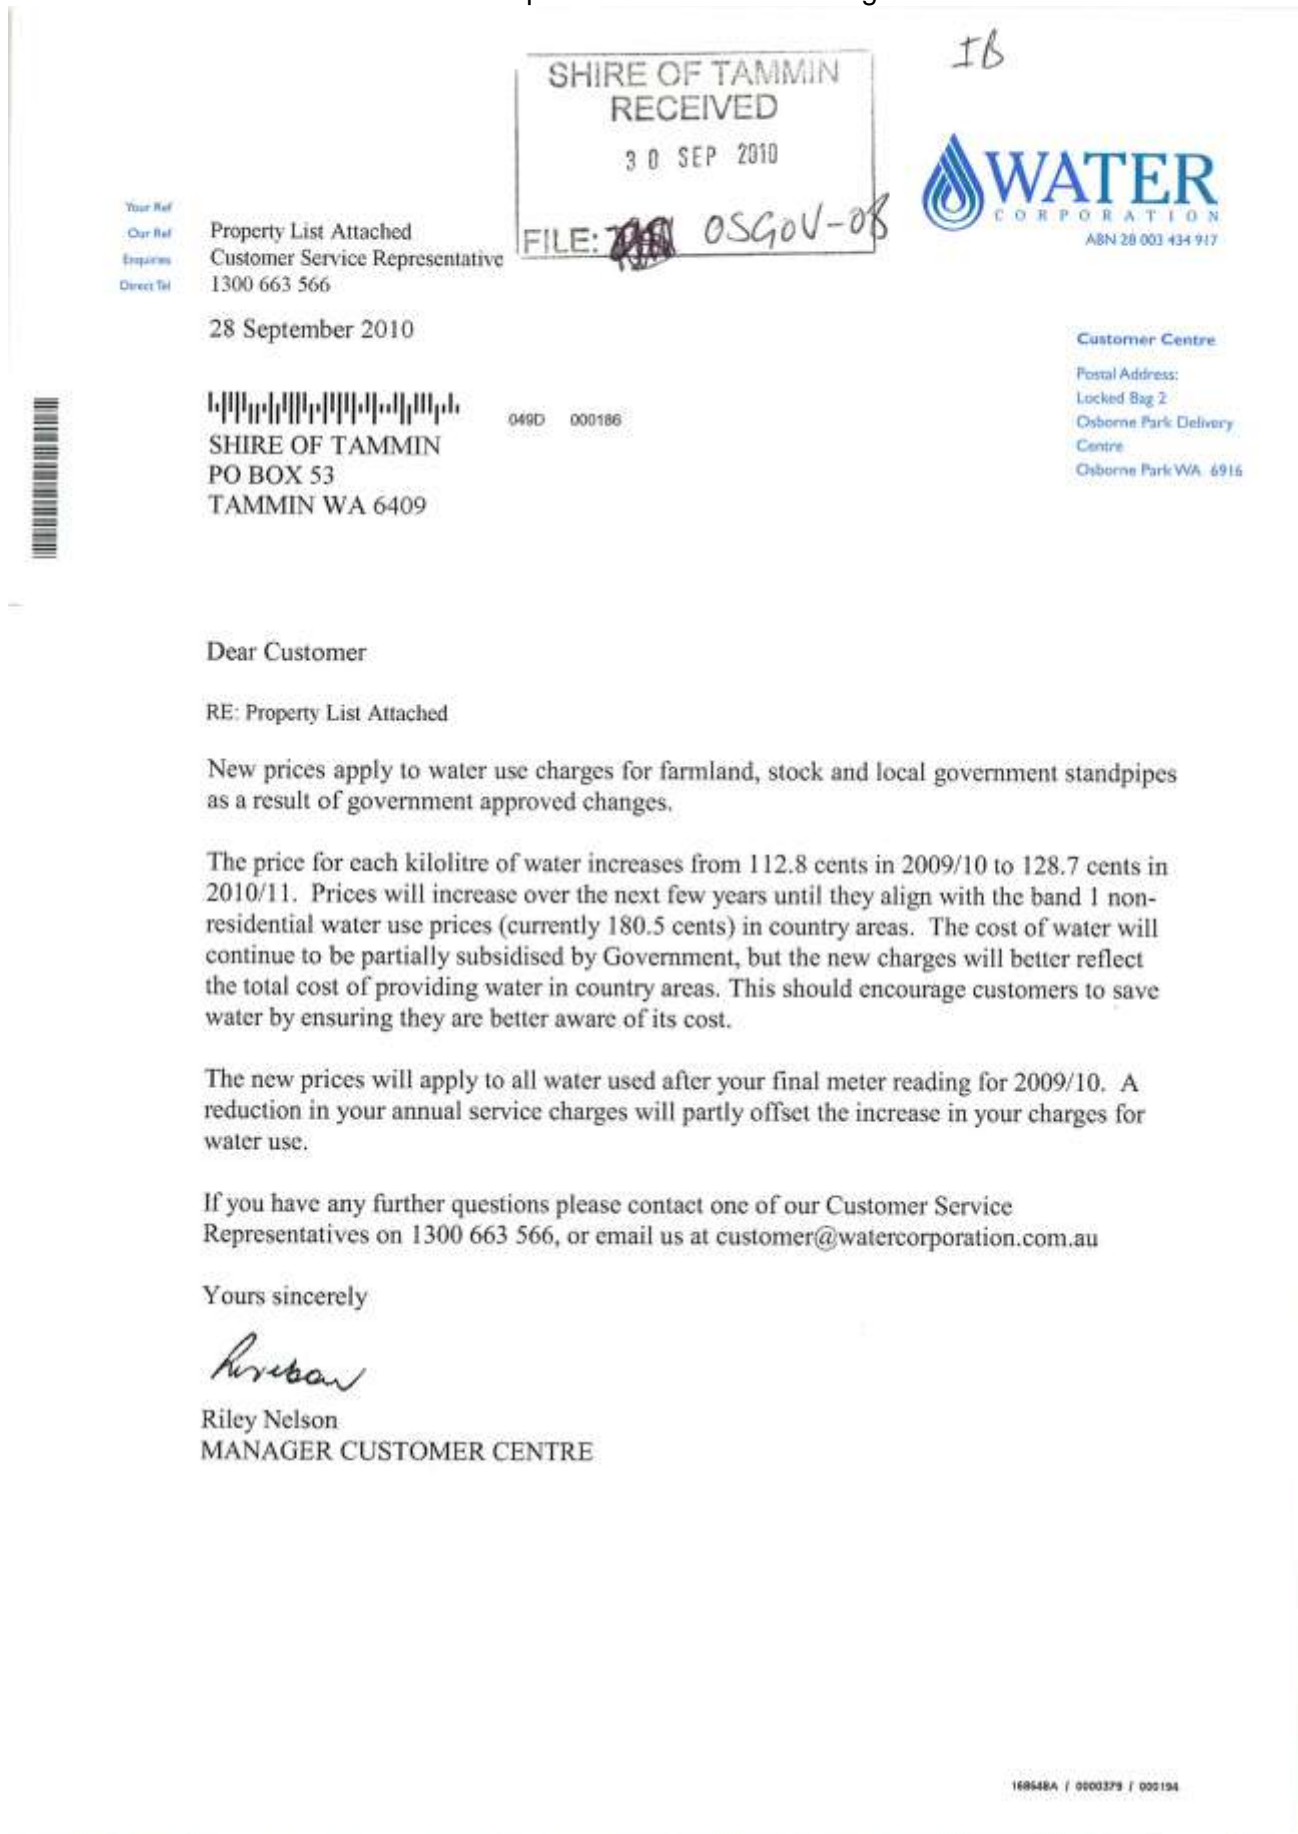 IB
SHIRE OF TAMMIN
RECEIVED
30 SEP 2010
FILE: OSGOV-08
WATER
CORPORATION
ABN 28 003 434 917
Your Ref
Our Ref Property List Attached
Enquiries Customer Service Representative
Direct Tel 1300 663 566
28 September 2010
Customer Centre
Postal Address:
Locked Bag 2
Osborne Park Delivery
Centre
Osborne Park WA 6916
049D 000186
SHIRE OF TAMMIN
PO BOX 53
TAMMIN WA 6409
Dear Customer
RE: Property List Attached
New prices apply to water use charges for farmland, stock and local government standpipes
as a result of government approved changes.
The price for each kilolitre of water increases from 112.8 cents in 2009/10 to 128.7 cents in
2010/11. Prices will increase over the next few years until they align with the band 1 non-
residential water use prices (currently 180.5 cents) in country areas. The cost of water will
continue to be partially subsidised by Government, but the new charges will better reflect
the total cost of providing water in country areas. This should encourage customers to save
water by ensuring they are better aware of its cost.
The new prices will apply to all water used after your final meter reading for 2009/10. A
reduction in your annual service charges will partly offset the increase in your charges for
water use.
If you have any further questions please contact one of our Customer Service
Representatives on 1300 663 566, or email us at customer@watercorporation.com.au
Yours sincerely
Riley Nelson
MANAGER CUSTOMER CENTRE
168648A / 0000379 / 000194